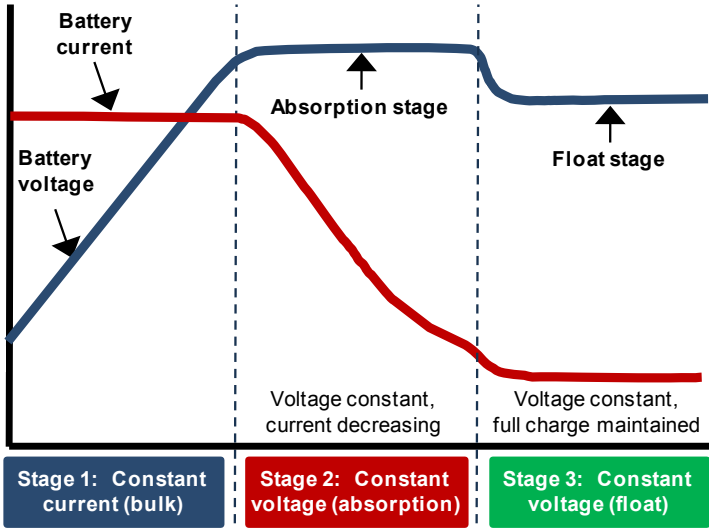 Battery
current
Absorption stage
Battery
voltage
Float stage
Voltage constant,
current decreasing
Voltage constant,
full charge maintained
Stage 1: Constant
current (bulk)
Stage 2: Constant
voltage (absorption)
Stage 3: Constant
voltage (float)